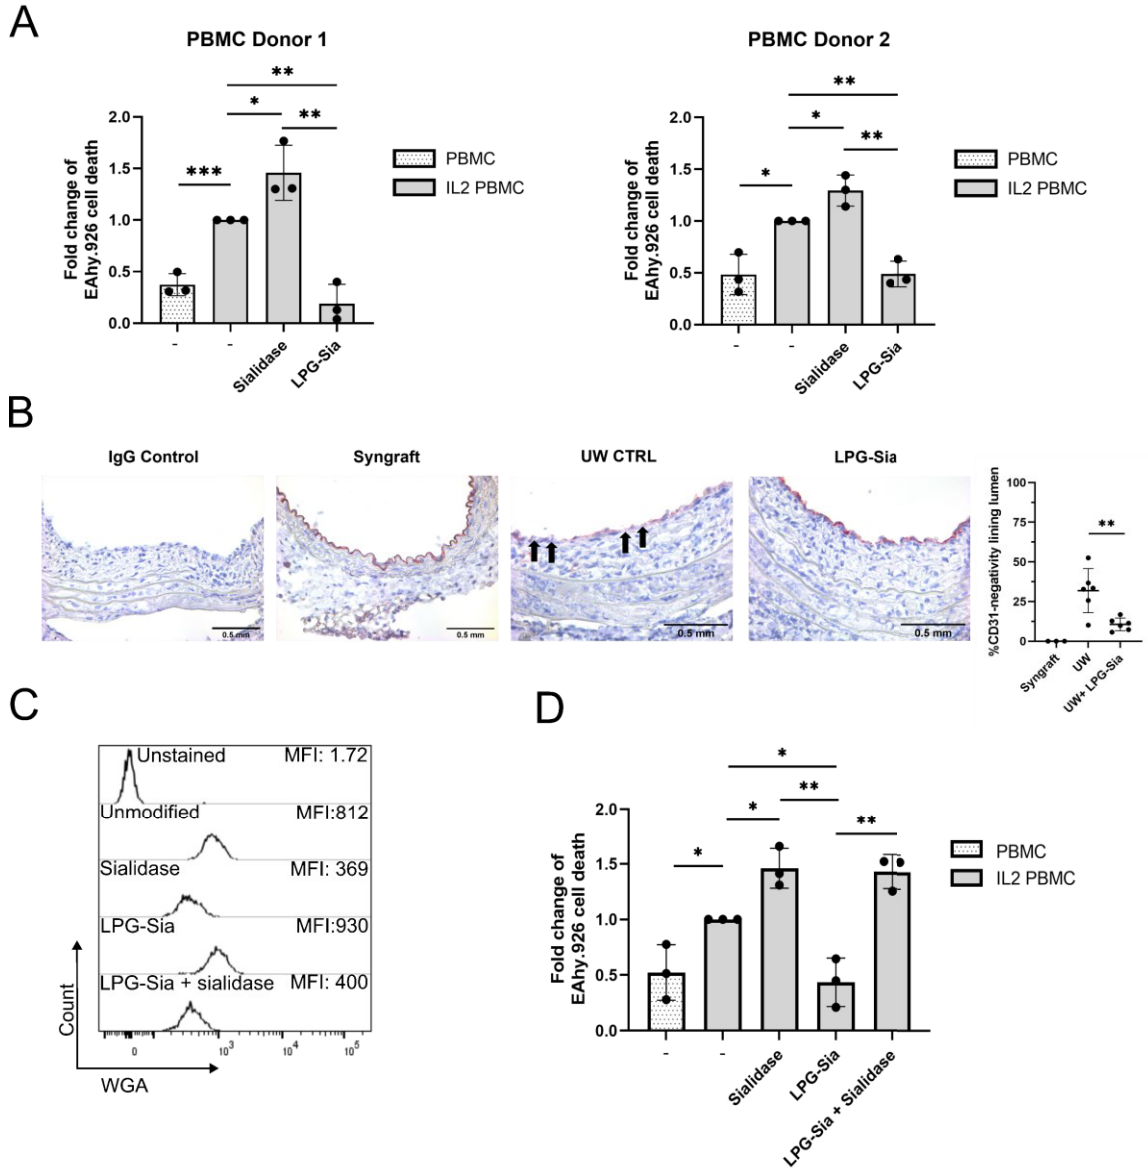 A
PBMC Donor 1
Fold change of
EAhy.926 cell death
2.0
1.5
1.0
0.5
0.0
***
*
**
**
-
-
Sialidase
LPG-Sia
PBMC
IL2 PBMC
PBMC Donor 2
Fold change of
EAhy.926 cell death
2.0
1.5
1.0
0.5
0.0
*
*
**
**
-
-
Sialidase
LPG-Sia
PBMC
IL2 PBMC
B
IgG Control
0.5 mm
Syngraft
0.5 mm
UW CTRL
0.5 mm
LPG-Sia
0.5 mm
%CD31-negativity lining lumen
100
75
50
25
0
**
Syngraft
UW
UW+ LPG-Sia
C
Unstained MFI: 1.72
Unmodified MFI:812
Sialidase MFI: 369
LPG-Sia MFI:930
LPG-Sia + sialidase MFI: 400
Count
0 10³ 10⁴ 10⁵
WGA
D
Fold change of
EAhy.926 cell death
2.0
1.5
1.0
0.5
0.0
*
*
**
*
**
-
-
Sialidase
LPG-Sia
LPG-Sia + Sialidase
PBMC
IL2 PBMC